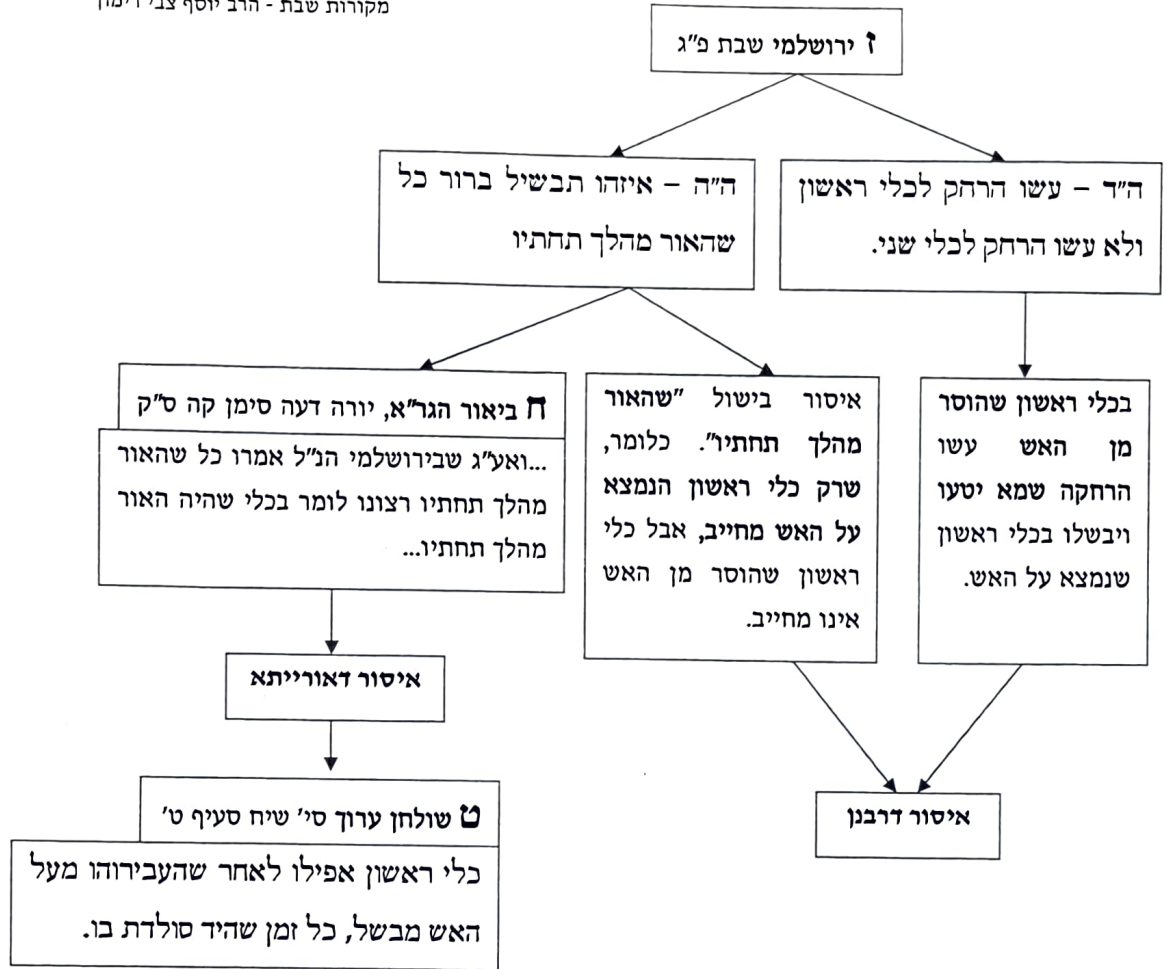 מקורות שבת - הרב יוסף צבי רימון
ז ירושלמי שבת פ"ג
ה"ד – עשו הרחק לכלי ראשון
ולא עשו הרחק לכלי שני.
ה"ה – איזהו תבשיל ברור כל
שהאור מהלך תחתיו
בכלי ראשון שהוסר
מן האש עשו
הרחקה שמא יטעו
ויבשלו בכלי ראשון
שנמצא על האש.
איסור בישול "שהאור
מהלך תחתיו". כלומר,
שרק כלי ראשון הנמצא
על האש מחייב, אבל כלי
ראשון שהוסר מן האש
אינו מחייב.
ח ביאור הגר"א, יורה דעה סימן קה ס"ק
...ואע"ג שבירושלמי הנ"ל אמרו כל שהאור
מהלך תחתיו רצונו לומר בכלי שהיה האור
מהלך תחתיו...
איסור דאורייתא
איסור דרבנן
ט שולחן ערוך סי' שיח סעיף ט'
כלי ראשון אפילו לאחר שהעבירוהו מעל
האש מבשל, כל זמן שהיד סולדת בו.